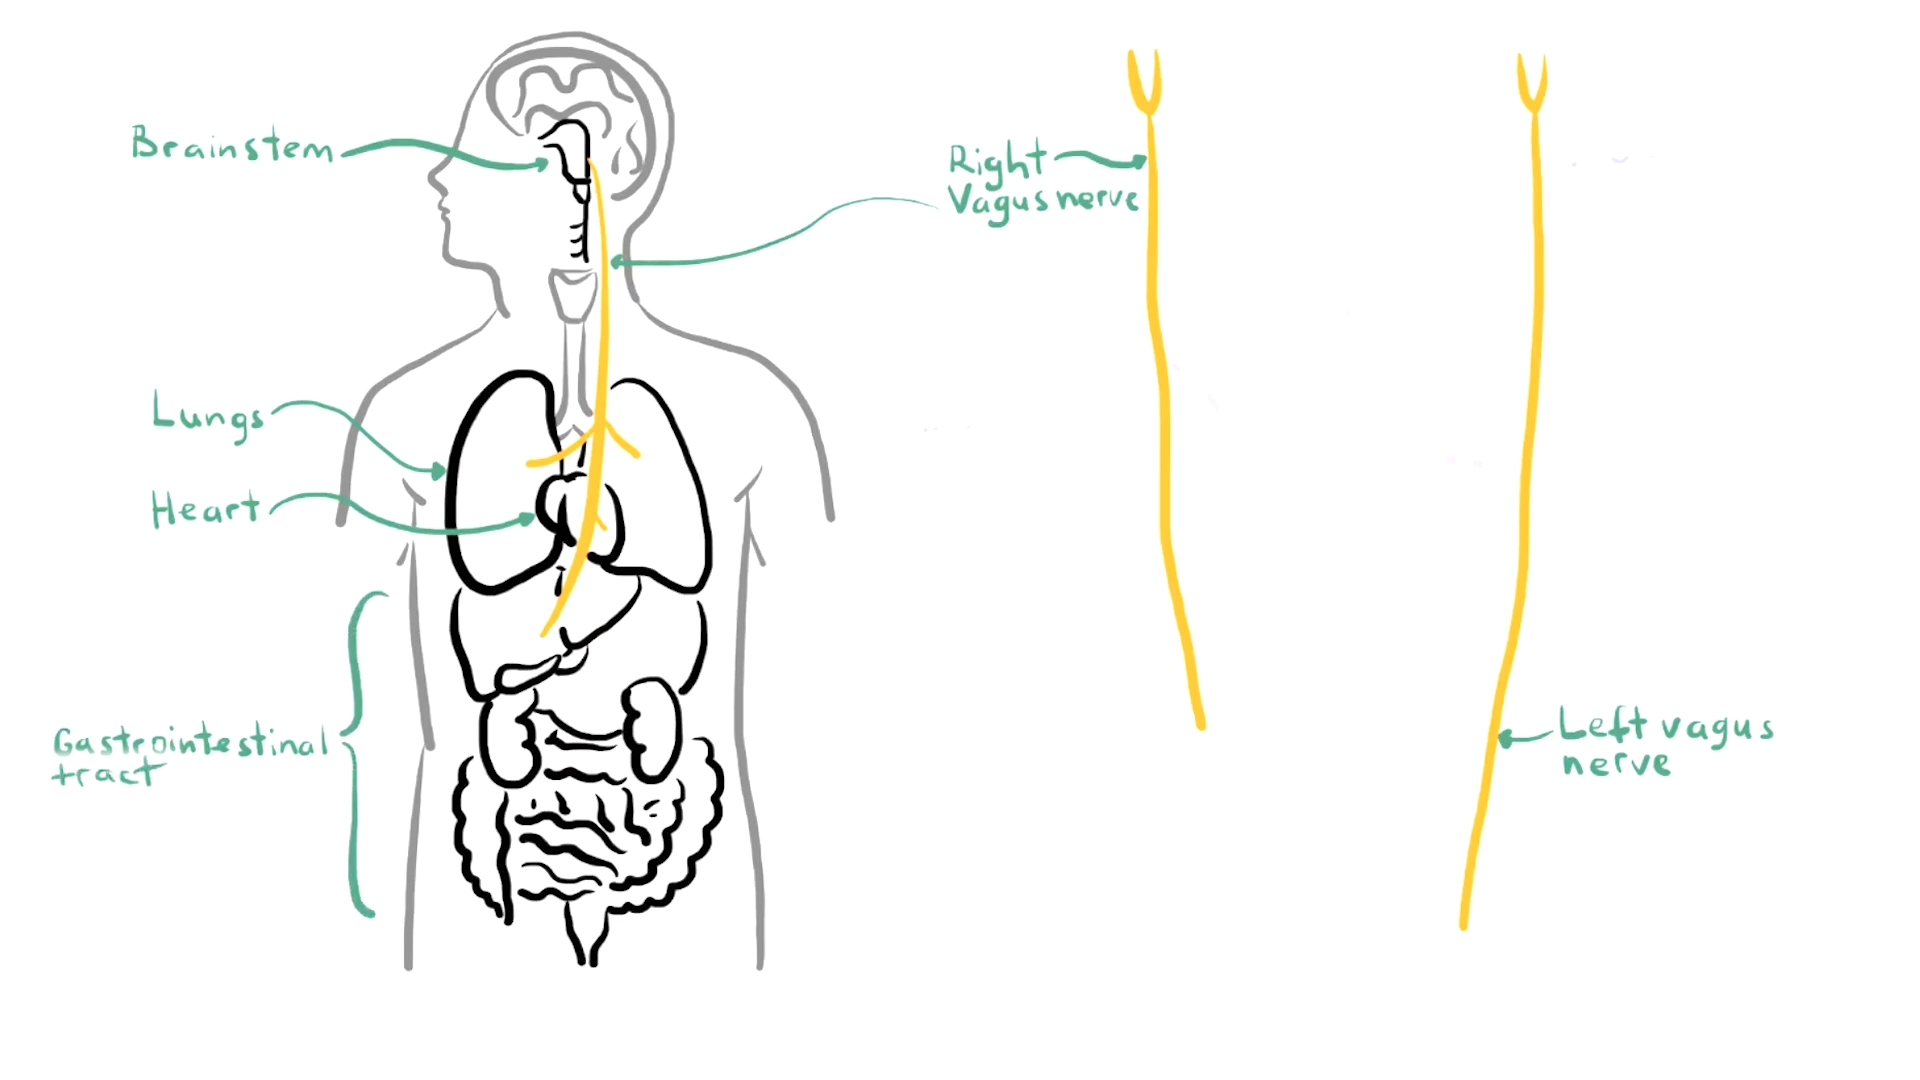 Brainstem
Right
Vagus nerve
Lungs
Heart
Gastrointestinal
tract
Left vagus
nerve